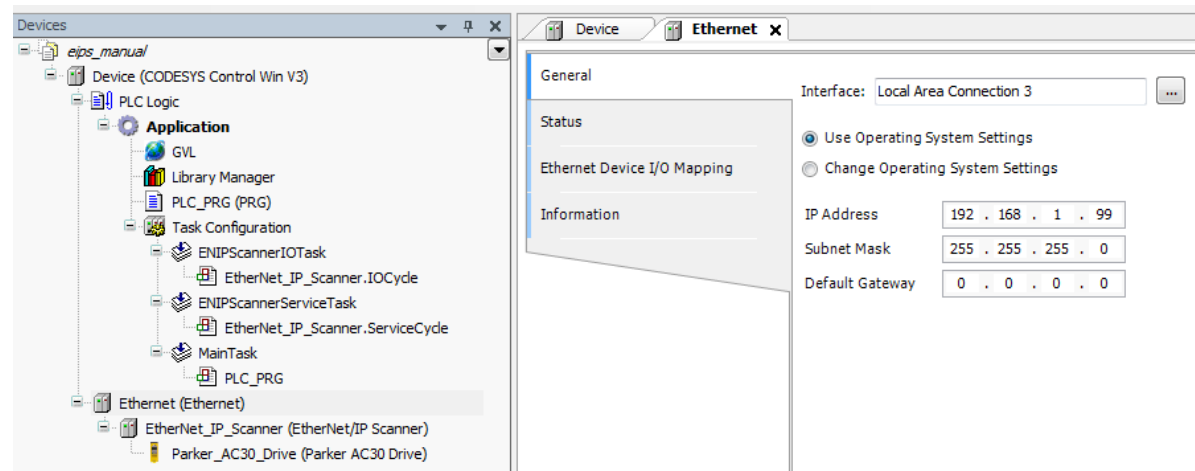 Devices
eips_manual
Device (CODESYS Control Win V3)
PLC Logic
Application
GVL
Library Manager
PLC_PRG (PRG)
Task Configuration
ENIPScannerIOTask
EtherNet_IP_Scanner.IOCycle
ENIPScannerServiceTask
EtherNet_IP_Scanner.ServiceCycle
MainTask
PLC_PRG
Ethernet (Ethernet)
EtherNet_IP_Scanner (EtherNet/IP Scanner)
Parker_AC30_Drive (Parker AC30 Drive)
Device
Ethernet
General
Status
Ethernet Device I/O Mapping
Information
Interface: Local Area Connection 3 ...
Use Operating System Settings
Change Operating System Settings
IP Address 192 . 168 . 1 . 99
Subnet Mask 255 . 255 . 255 . 0
Default Gateway 0 . 0 . 0 . 0